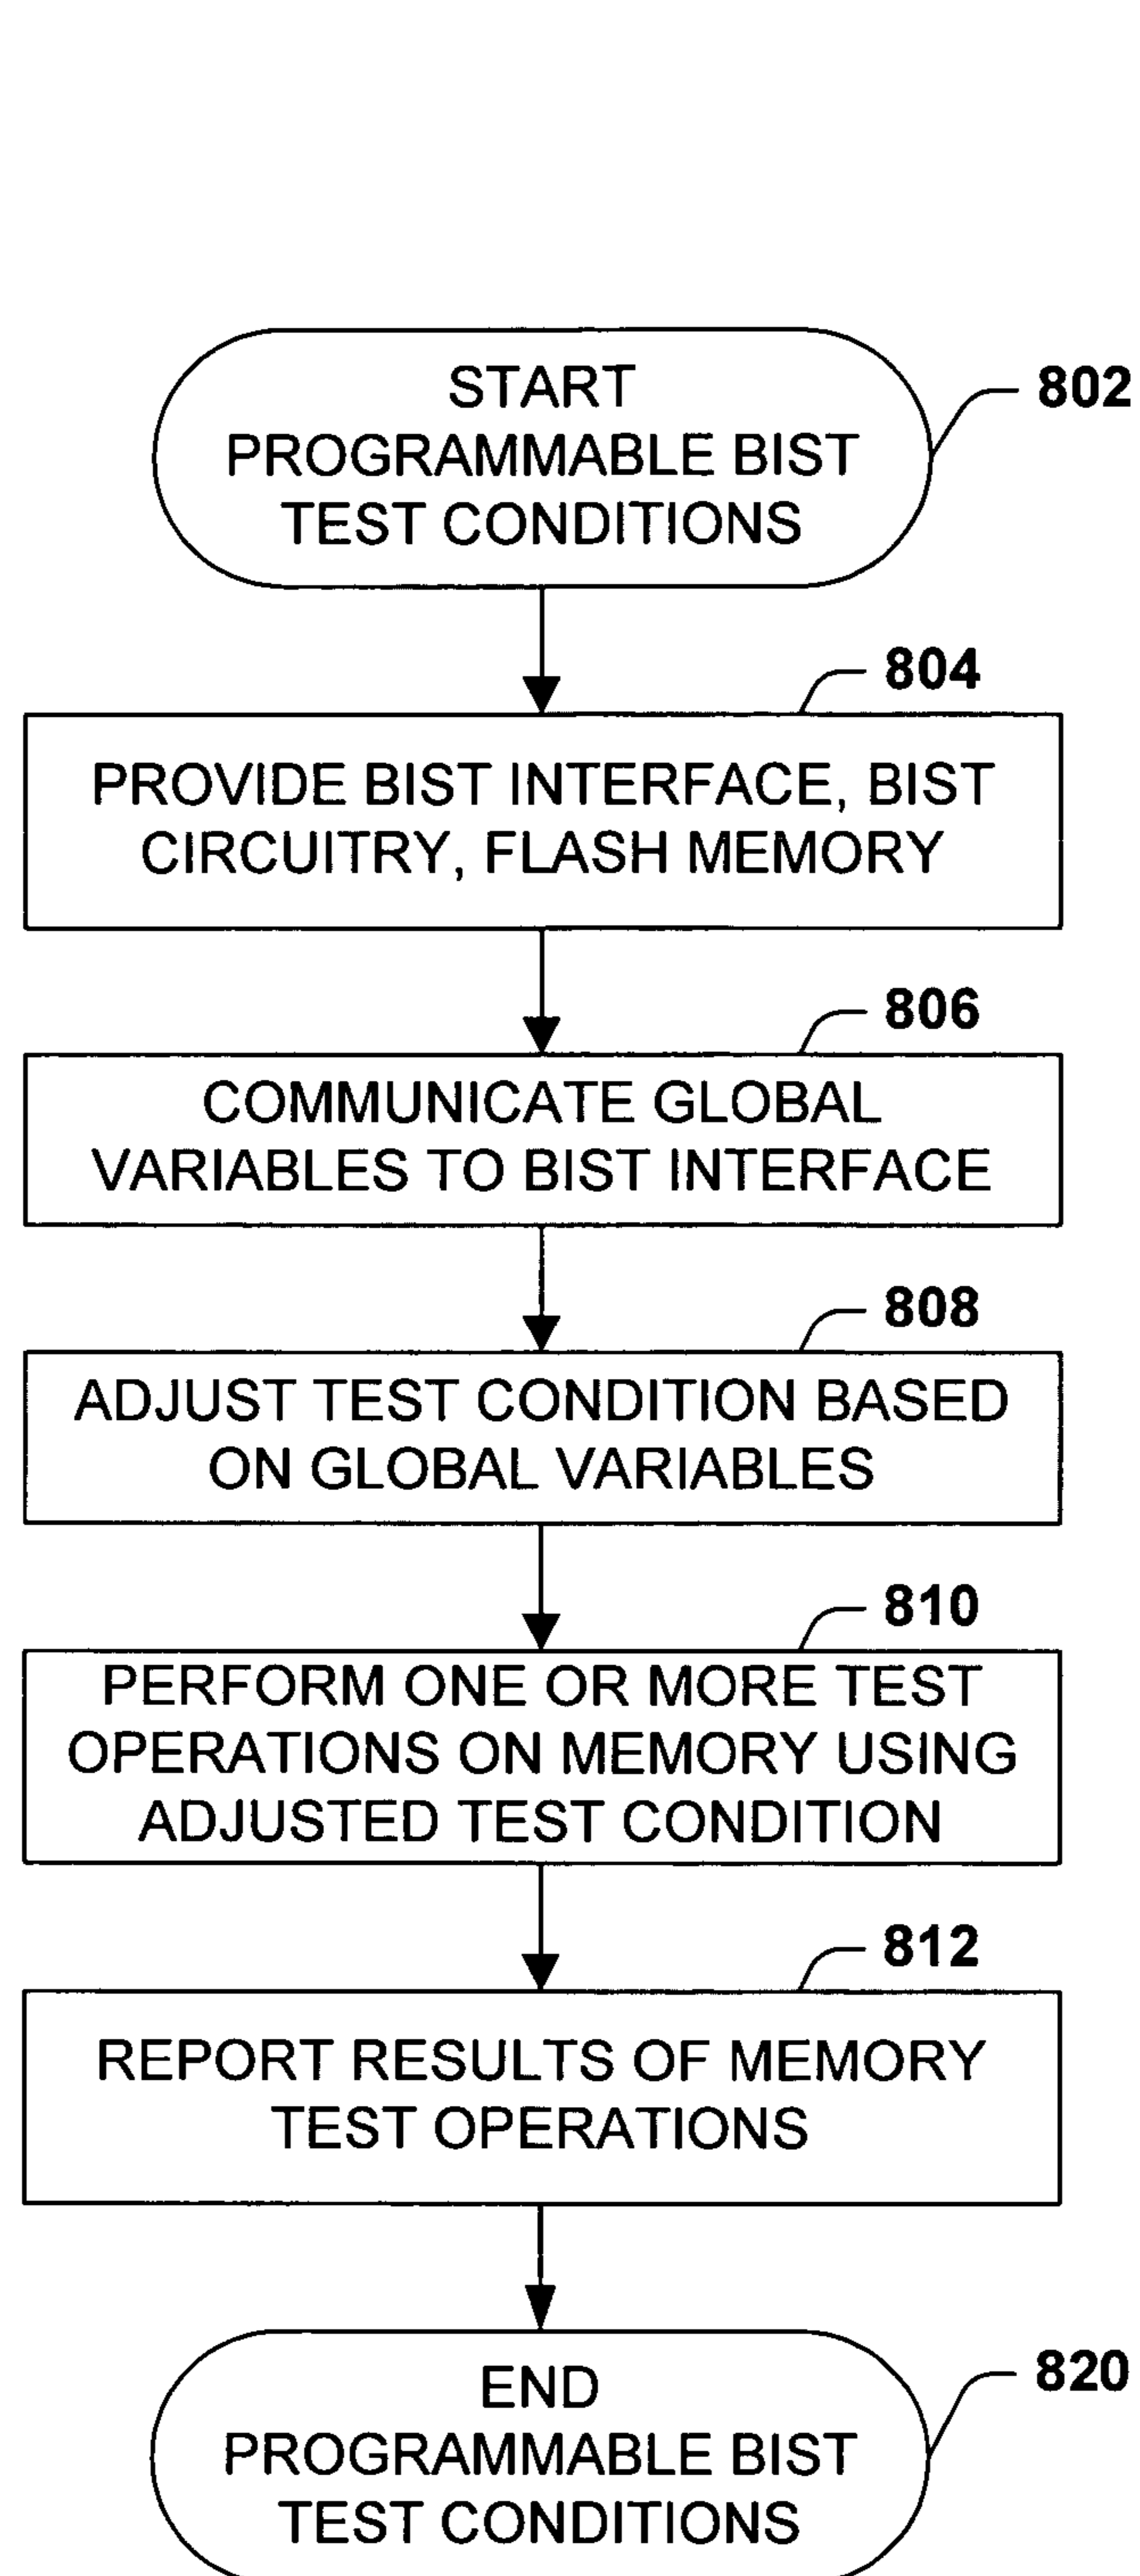 START
PROGRAMMABLE BIST
TEST CONDITIONS
802
804
PROVIDE BIST INTERFACE, BIST
CIRCUITRY, FLASH MEMORY
806
COMMUNICATE GLOBAL
VARIABLES TO BIST INTERFACE
808
ADJUST TEST CONDITION BASED
ON GLOBAL VARIABLES
810
PERFORM ONE OR MORE TEST
OPERATIONS ON MEMORY USING
ADJUSTED TEST CONDITION
812
REPORT RESULTS OF MEMORY
TEST OPERATIONS
END
PROGRAMMABLE BIST
TEST CONDITIONS
820